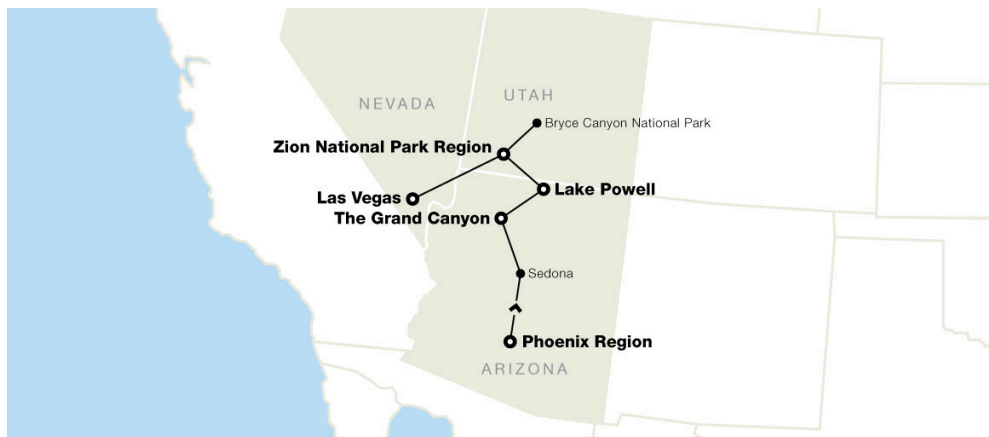 UTAH
NEVADA
Bryce Canyon National Park
Zion National Park Region
Lake Powell
Las Vegas
The Grand Canyon
Sedona
Phoenix Region
ARIZONA